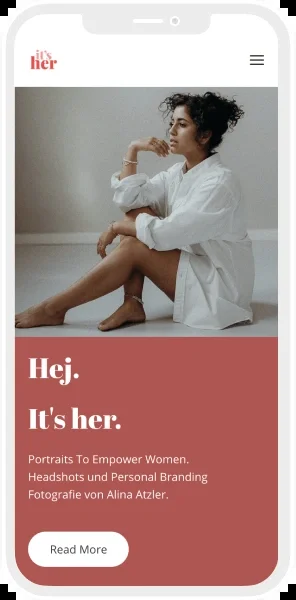 it's
her
Hej.
It's her.
Portraits To Empower Women.
Headshots und Personal Branding
Fotografie von Alina Atzler.
Read More